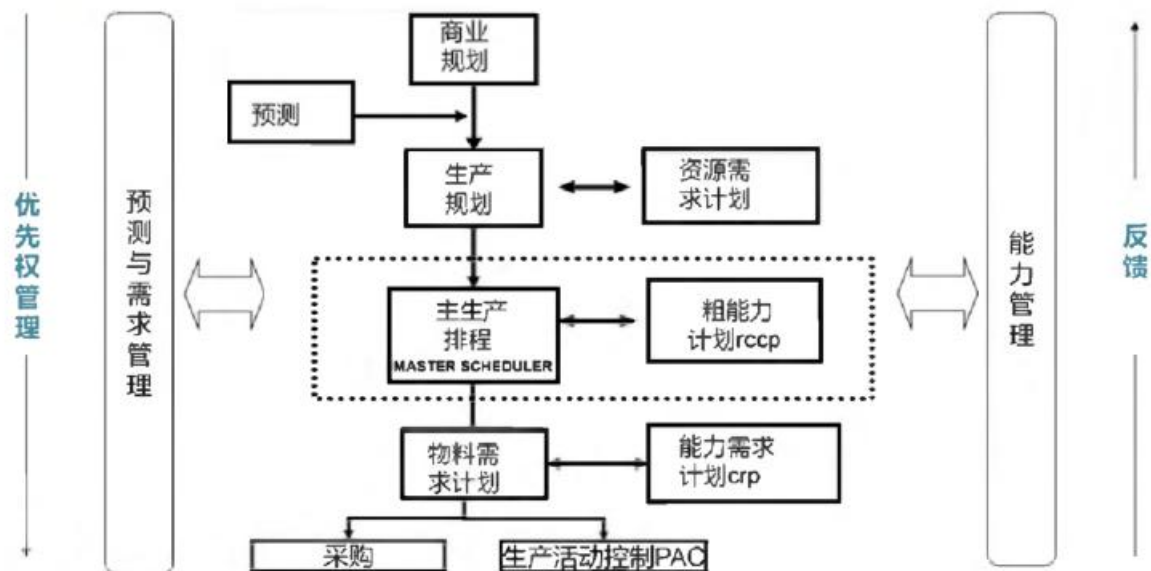 商业
规划
预测
生产
规划
资源需
求计划
优先权管理
预测与需求管理
主生产
排程
MASTER SCHEDULER
粗能力
计划rccp
能力管理
反馈
物料需
求计划
能力需求
计划crp
采购
生产活动控制PAC